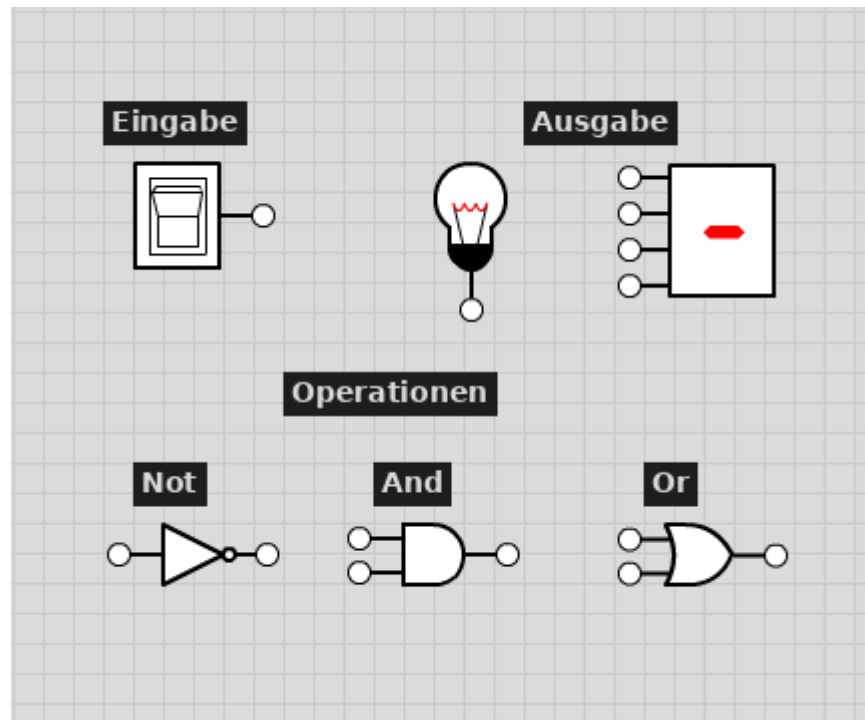 Eingabe
Ausgabe
Operationen
Not
And
Or